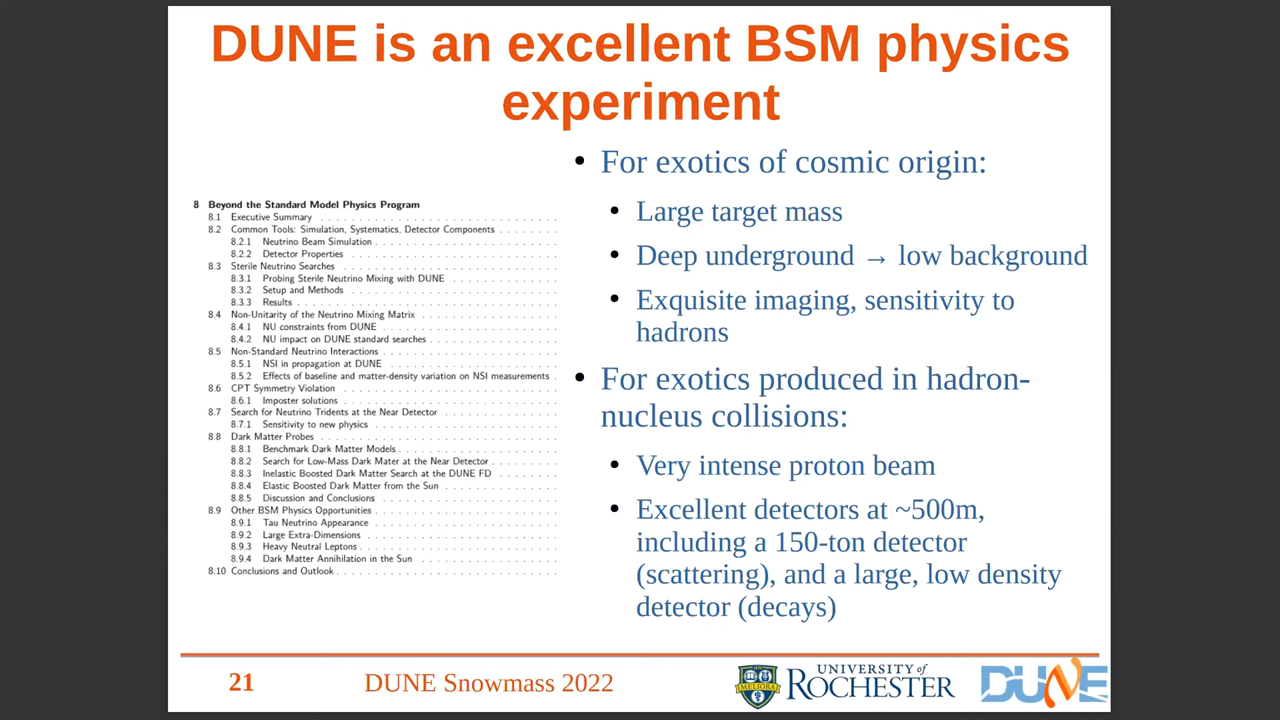 DUNE is an excellent BSM physics
experiment
8 Beyond the Standard Model Physics Program
8.1 Executive Summary
8.2 Common Tools: Simulation, Systematics, Detector Components
8.2.1 Neutrino Beam Simulation
8.2.2 Detector Properties
8.3 Sterile Neutrino Searches
8.3.1 Probing Sterile Neutrino Mixing with DUNE
8.3.2 Setup and Methods
8.3.3 Results
8.4 Non-Unitarity of the Neutrino Mixing Matrix
8.4.1 NU constraints from DUNE
8.4.2 NU impact on DUNE standard searches
8.5 Non-Standard Neutrino Interactions
8.5.1 NSI in propagation at DUNE
8.5.2 Effects of baseline and matter-density variation on NSI measurements
8.6 CPT Symmetry Violation
8.6.1 Imposter solutions
8.7 Search for Neutrino Tridents at the Near Detector
8.7.1 Sensitivity to new physics
8.8 Dark Matter Probes
8.8.1 Benchmark Dark Matter Models
8.8.2 Search for Low-Mass Dark Mater at the Near Detector
8.8.3 Inelastic Boosted Dark Matter Search at the DUNE FD
8.8.4 Elastic Boosted Dark Matter from the Sun
8.8.5 Discussion and Conclusions
8.9 Other BSM Physics Opportunities
8.9.1 Tau Neutrino Appearance
8.9.2 Large Extra-Dimensions
8.9.3 Heavy Neutral Leptons
8.9.4 Dark Matter Annihilation in the Sun
8.10 Conclusions and Outlook
• For exotics of cosmic origin:
• Large target mass
• Deep underground → low background
• Exquisite imaging, sensitivity to
hadrons
• For exotics produced in hadron-
nucleus collisions:
• Very intense proton beam
• Excellent detectors at ~500m,
including a 150-ton detector
(scattering), and a large, low density
detector (decays)
21
DUNE Snowmass 2022
MELIORA
UNIVERSITY of
ROCHESTER
DUNE